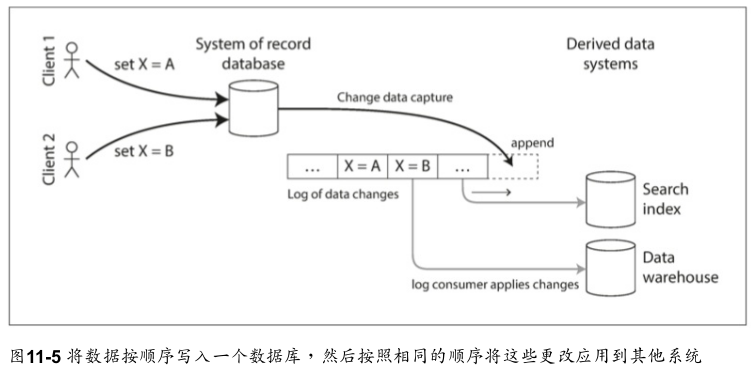 Client 1
set X = A
Client 2
set X = B
System of record
database
Change data capture
Derived data
systems
append
...
X = A
X = B
...
Log of data changes
Search
index
Data
warehouse
log consumer applies changes
图11-5 将数据按顺序写入一个数据库，然后按照相同的顺序将这些更改应用到其他系统